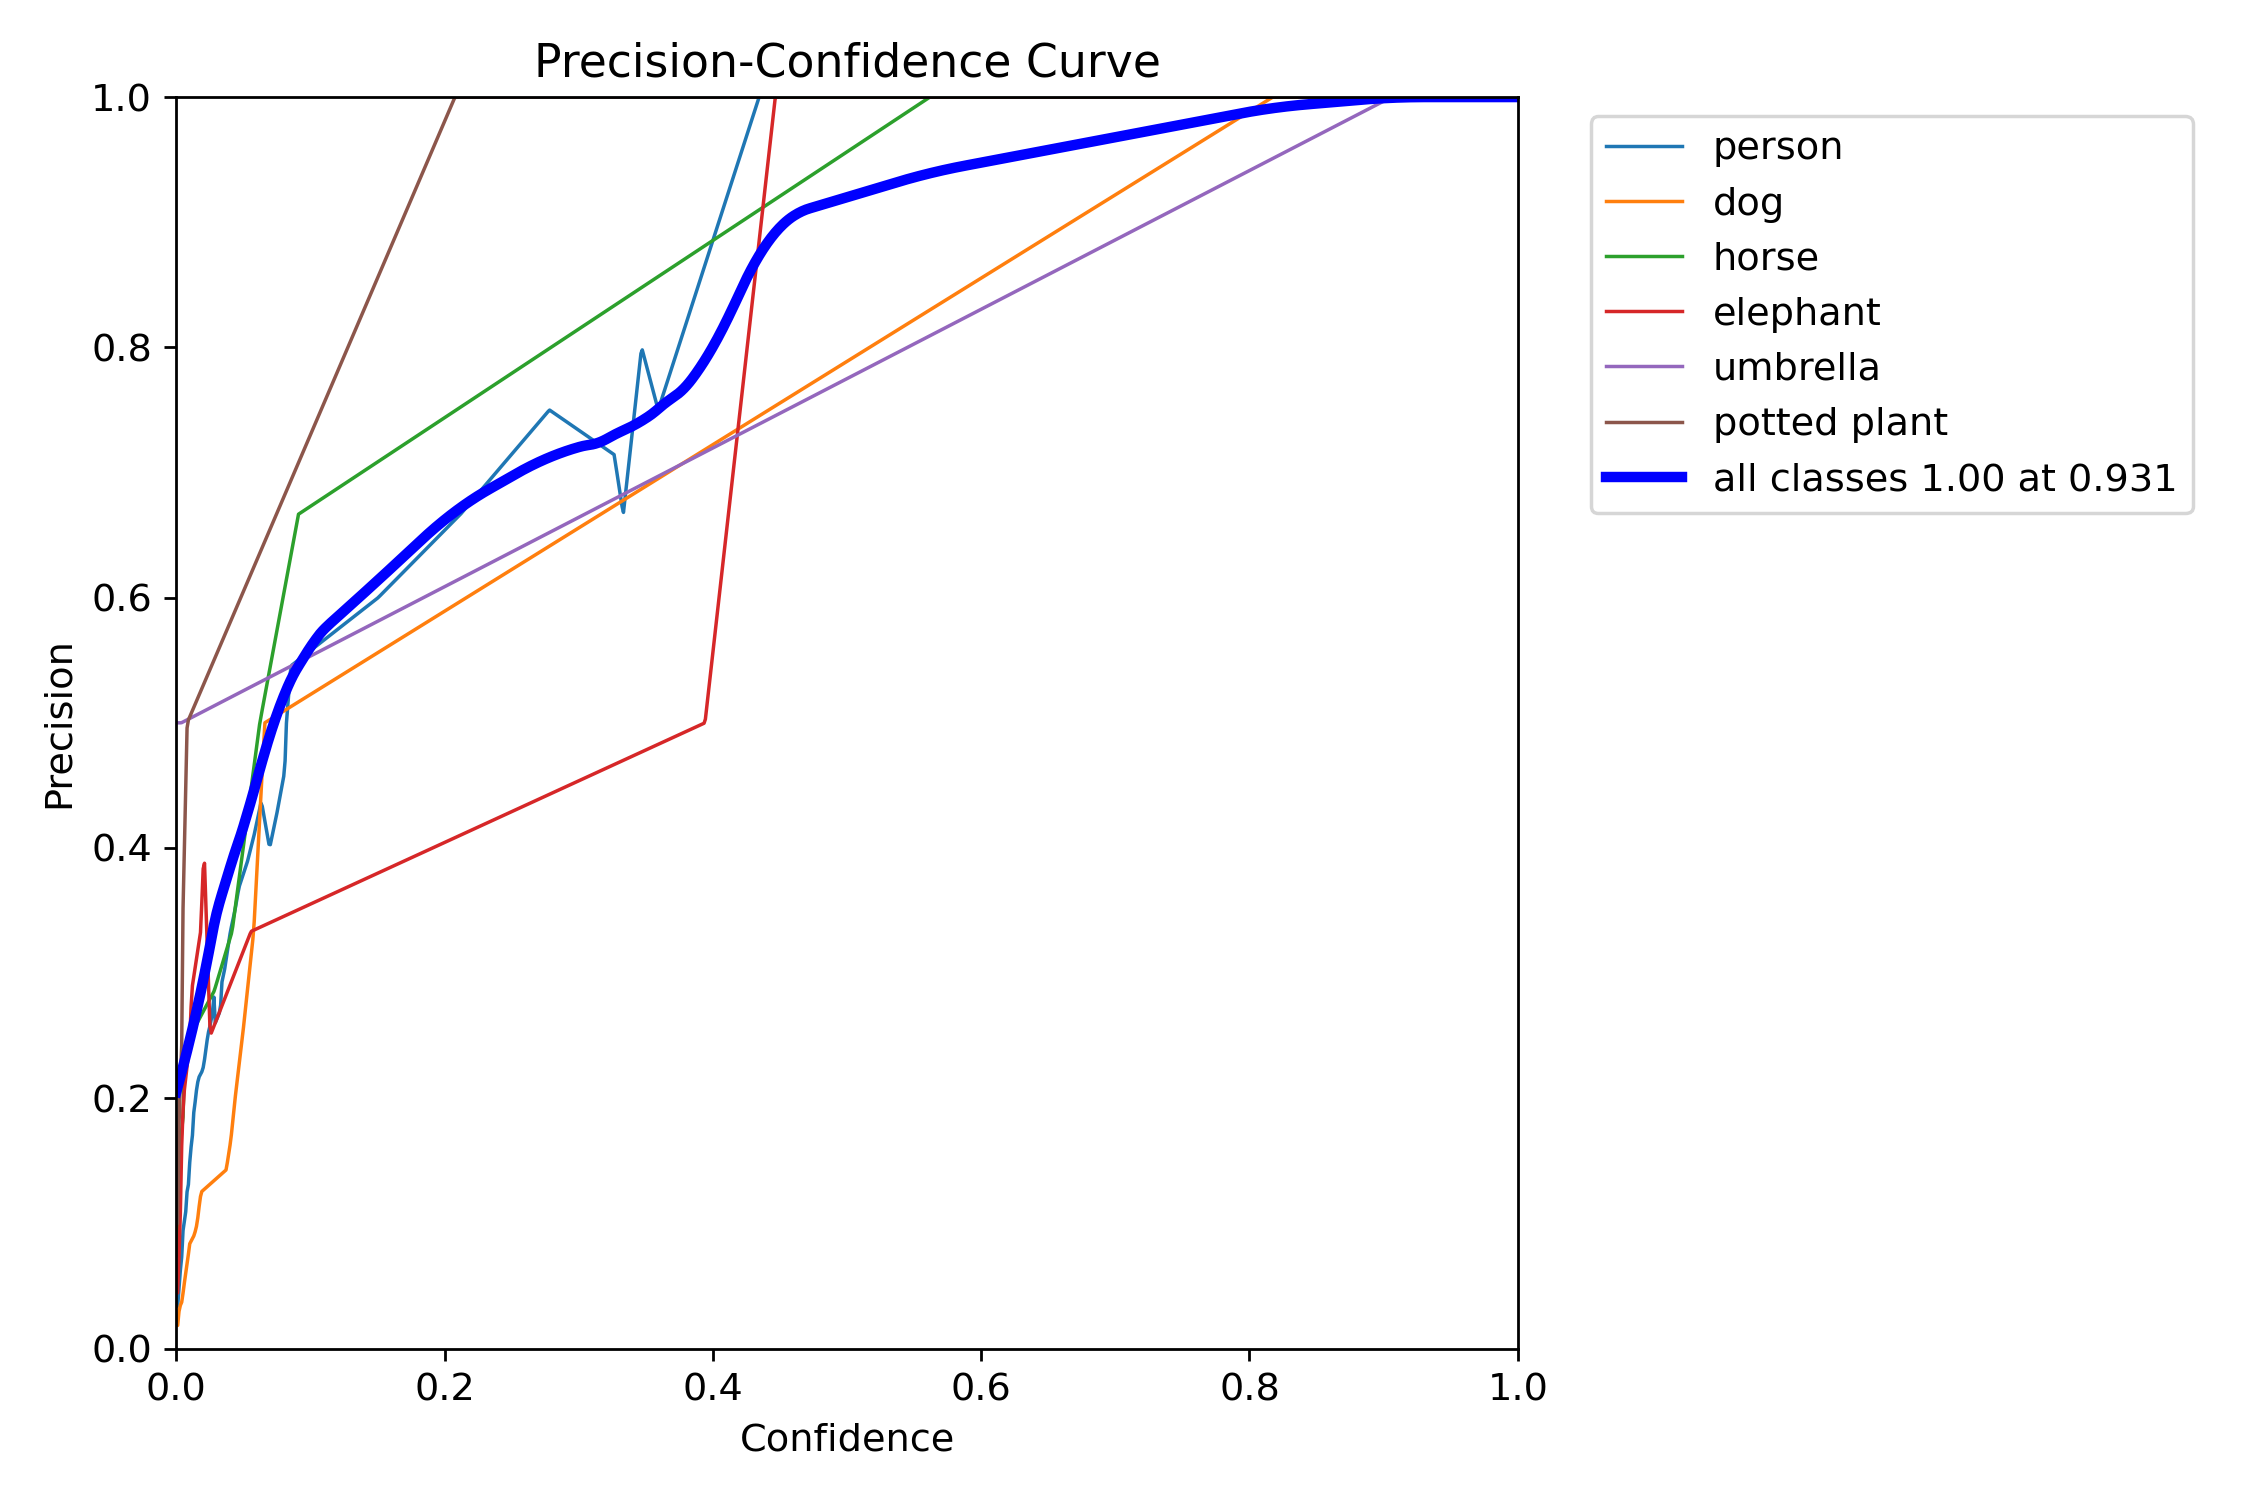 Precision-Confidence Curve
1.0
0.8
0.6
0.4
0.2
0.0
Precision
0.0 0.2 0.4 0.6 0.8 1.0
Confidence
person
dog
horse
elephant
umbrella
potted plant
all classes 1.00 at 0.931